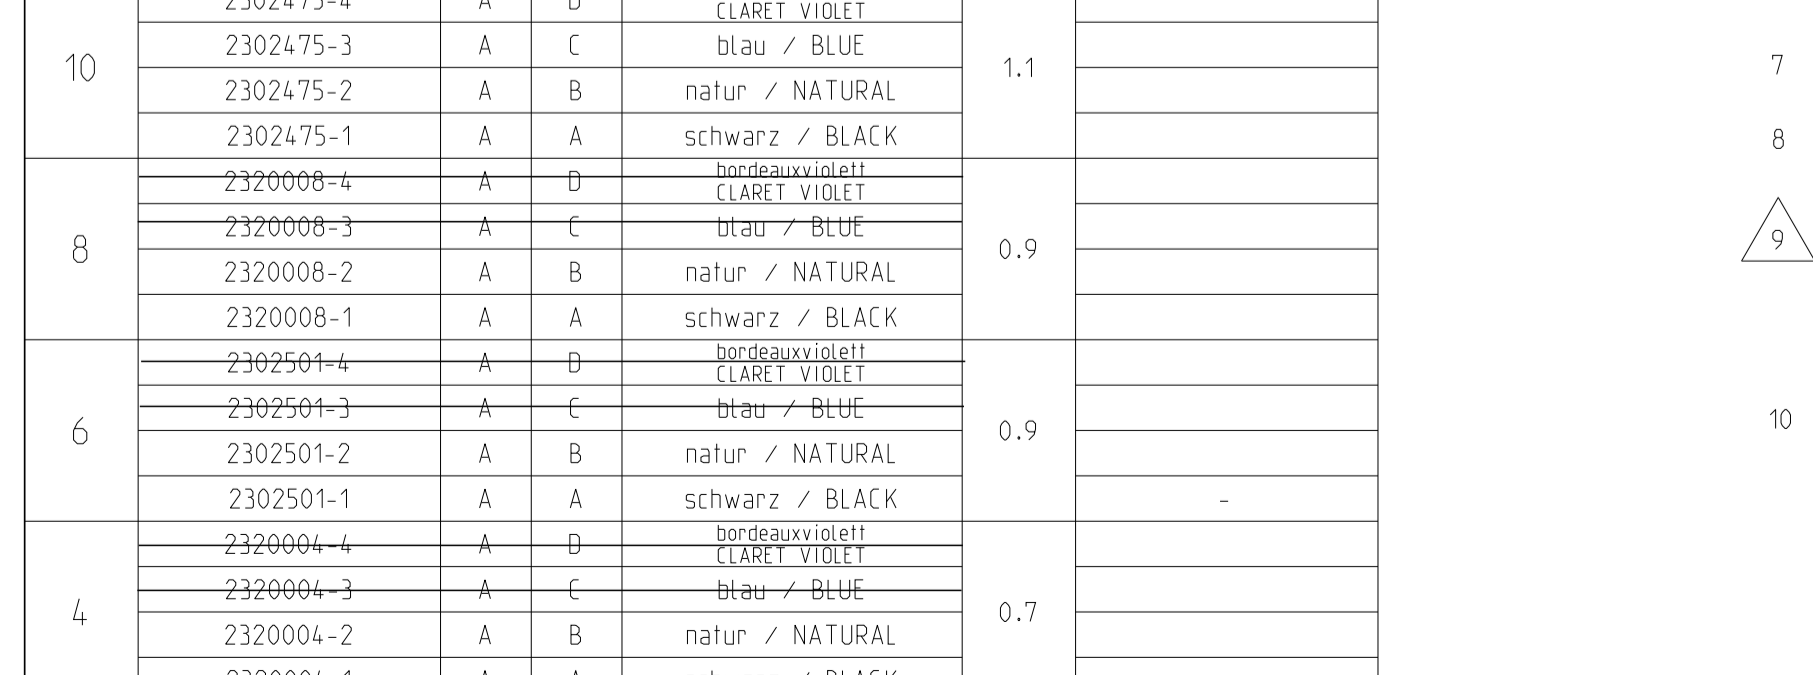 2302475-4 A D CLARET VIOLET
10 2302475-3 A C blau / BLUE 1.1 7
2302475-2 A B natur / NATURAL
2302475-1 A A schwarz / BLACK 8
bordeauxviolett
2320008-4 A D CLARET VIOLET
8 2320008-3 A C blau / BLUE 0.9 9
2320008-2 A B natur / NATURAL
2320008-1 A A schwarz / BLACK
bordeauxviolett
2302501-4 A D CLARET VIOLET
6 2302501-3 A C blau / BLUE 0.9 10
2302501-2 A B natur / NATURAL
2302501-1 A A schwarz / BLACK -
bordeauxviolett
2320004-4 A D CLARET VIOLET
4 2320004-3 A C blau / BLUE 0.7
2320004-2 A B natur / NATURAL